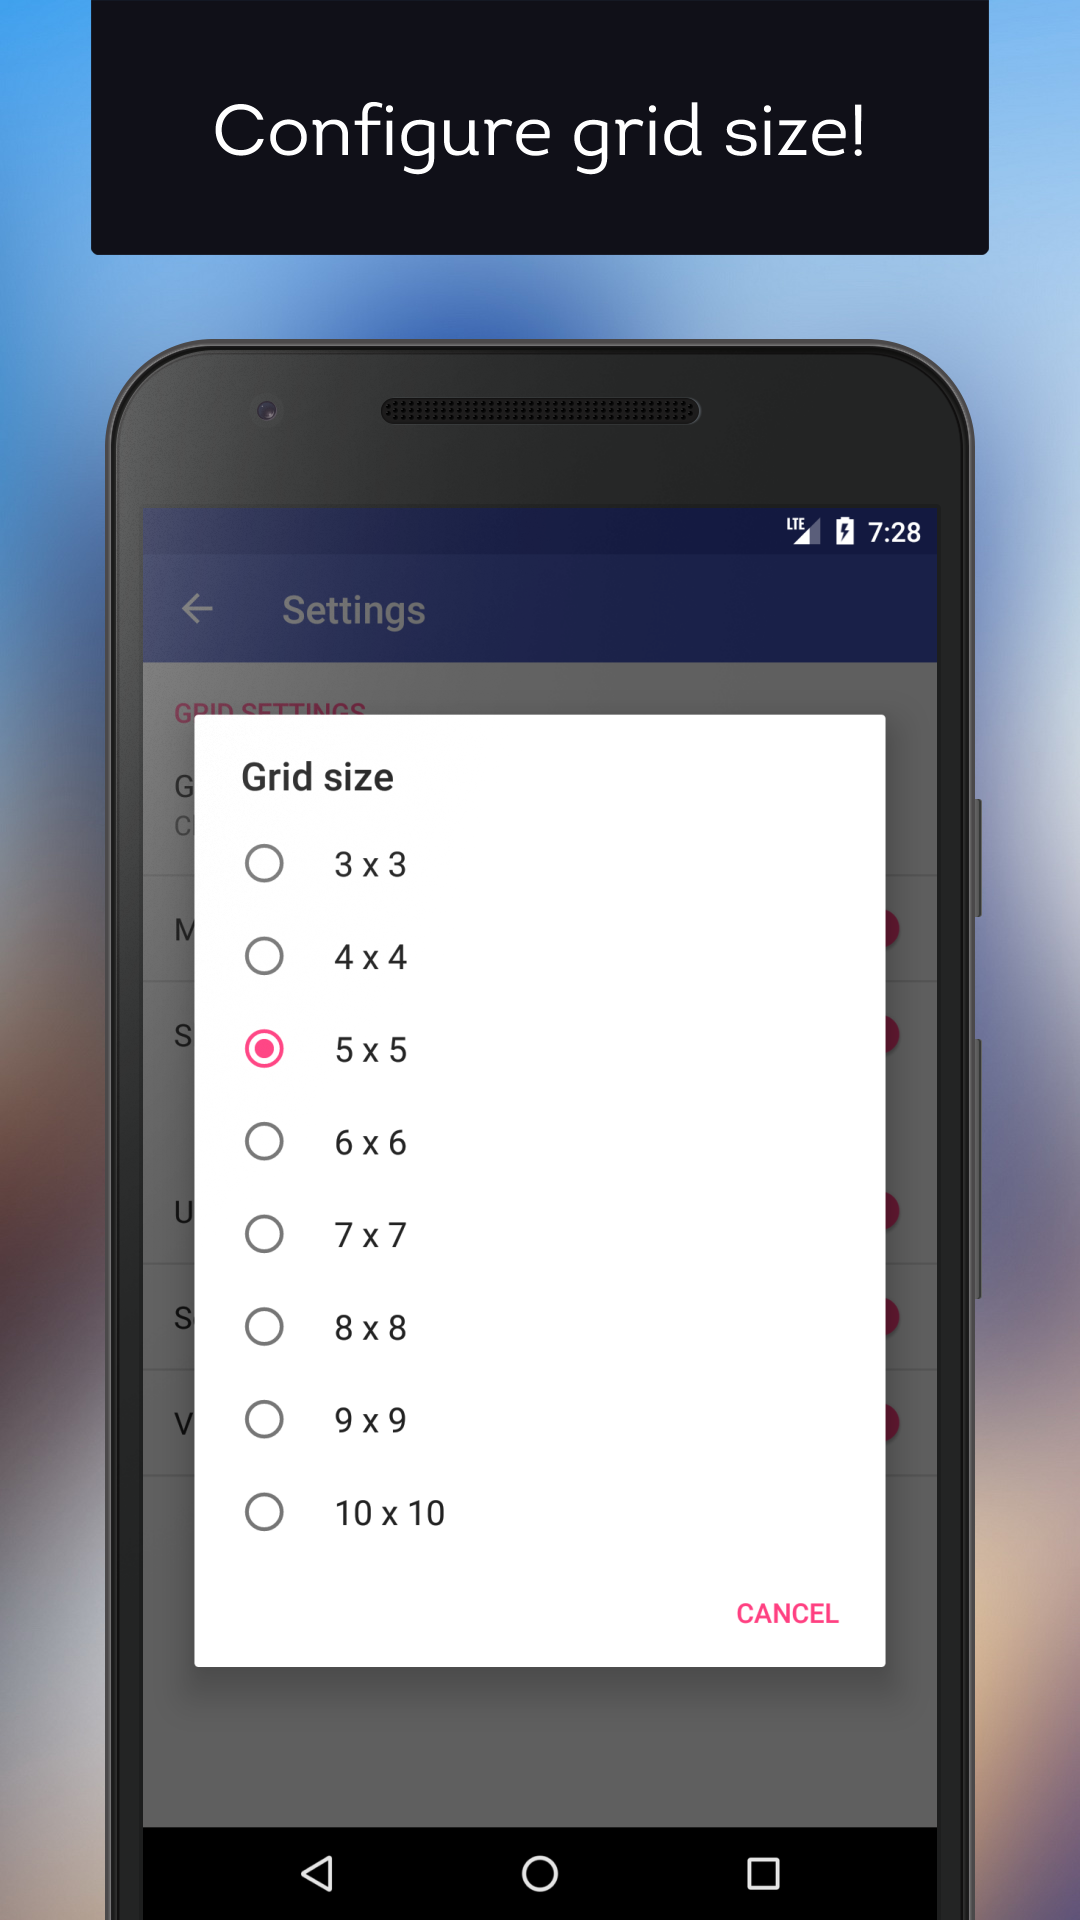 Configure grid size!
LTE 7:28
Settings
GRID SETTINGS
Grid size
3 x 3
4 x 4
5 x 5
6 x 6
7 x 7
8 x 8
9 x 9
10 x 10
CANCEL